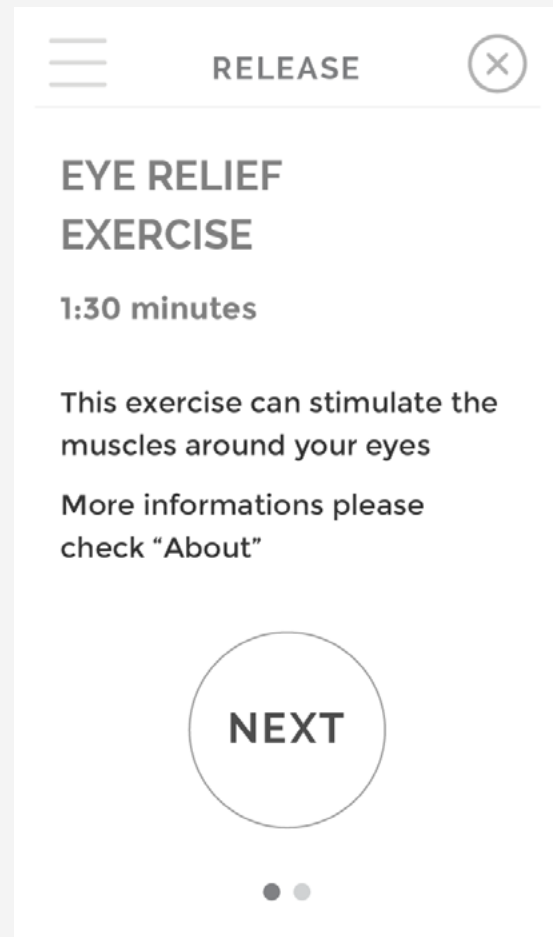 RELEASE
EYE RELIEF
EXERCISE
1:30 minutes
This exercise can stimulate the
muscles around your eyes
More informations please
check “About”
NEXT